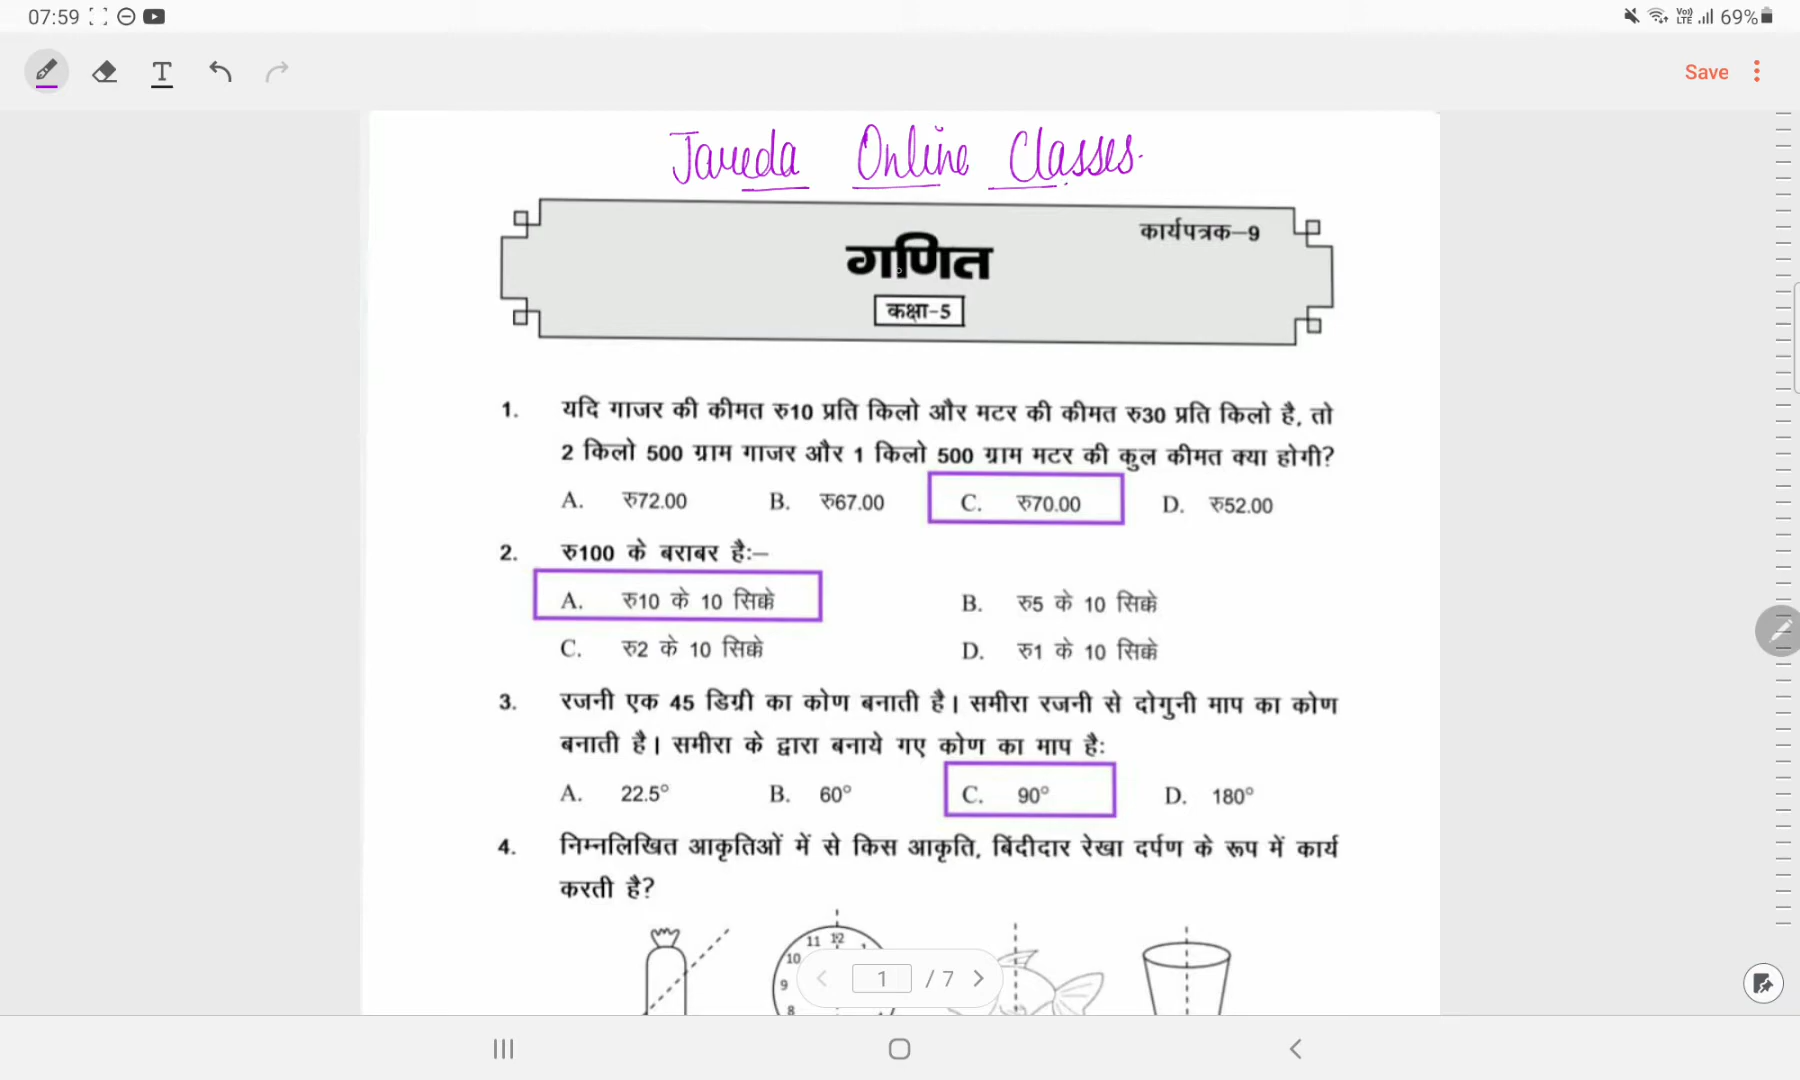 07:59
Vo)) LTE 69%
T
Save
Javeda Online Classes.
कार्यपत्रक–9
गणित
कक्षा-5
1. यदि गाजर की कीमत रु10 प्रति किलो और मटर की कीमत रु30 प्रति किलो है, तो
2 किलो 500 ग्राम गाजर और 1 किलो 500 ग्राम मटर की कुल कीमत क्या होगी?
A. रु72.00 B. रु67.00 C. रु70.00 D. रु52.00
2. रु100 के बराबर है:–
A. रु10 के 10 सिक्के B. रु5 के 10 सिक्के
C. रु2 के 10 सिक्के D. रु1 के 10 सिक्के
3. रजनी एक 45 डिग्री का कोण बनाती है। समीरा रजनी से दोगुनी माप का कोण
बनाती है। समीरा के द्वारा बनाये गए कोण का माप है:
A. 22.5° B. 60° C. 90° D. 180°
4. निम्नलिखित आकृतिओं में से किस आकृति, बिंदीदार रेखा दर्पण के रूप में कार्य
करती है?
11 12
10
9
8
1 / 7